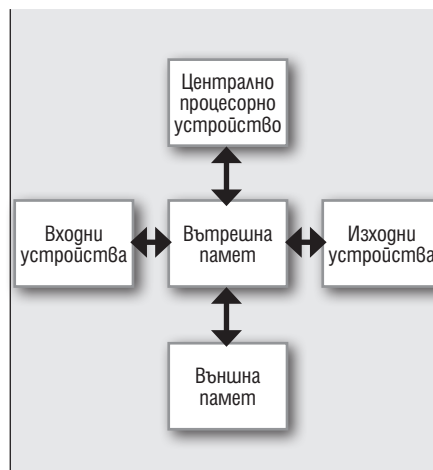 Централно
процесорно
устройство
Входни
устройства
Вътрешна
памет
Изходни
устройства
Външна
памет